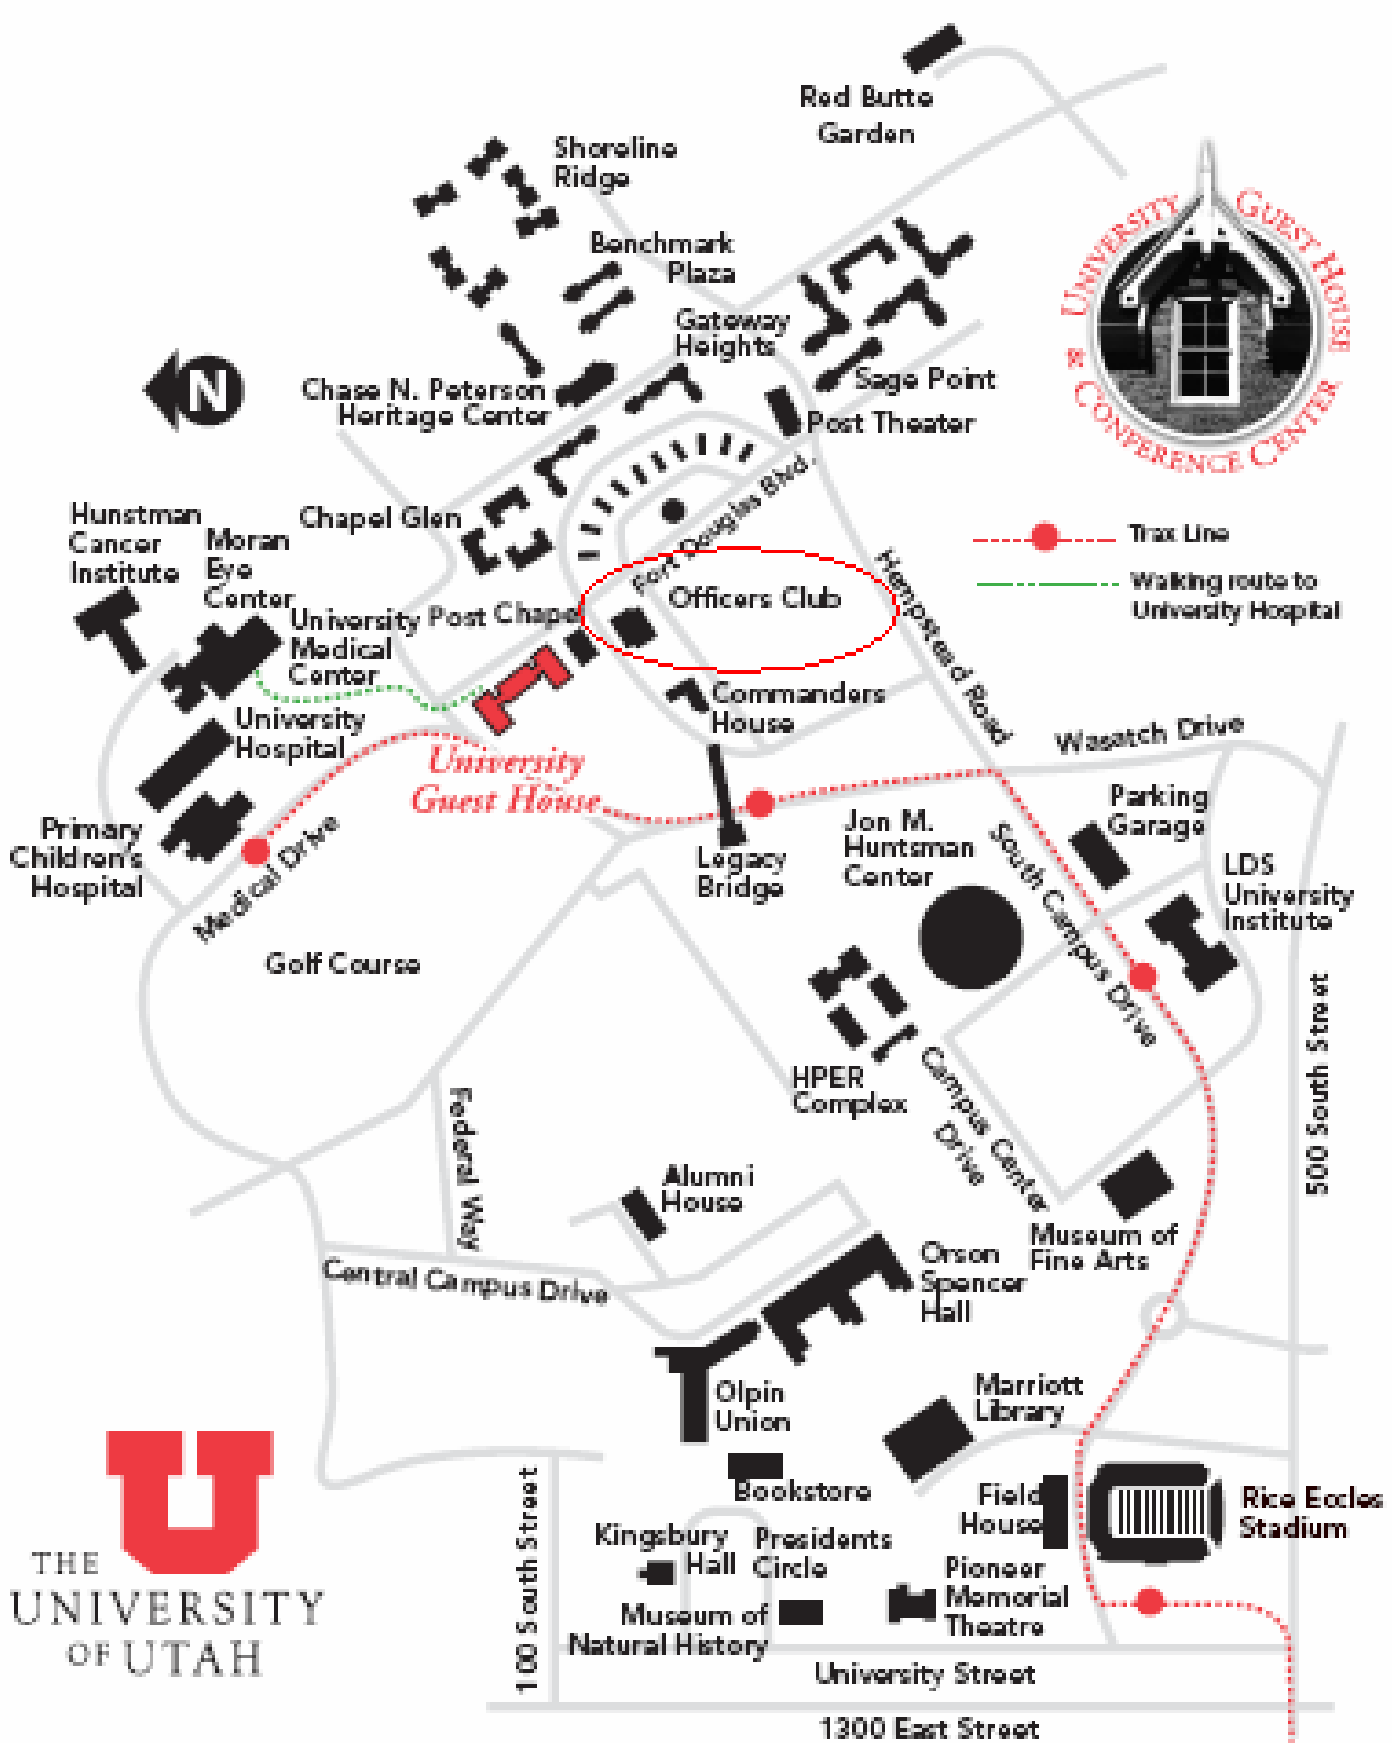 Red Butte
Garden
Shoreline
Ridge
Benchmark
Plaza
Gateway
Heights
UNIVERSITY GUEST HOUSE
& CONFERENCE CENTER
N
Chase N. Peterson
Heritage Center
Sage Point
Post Theater
Hunstman
Cancer
Institute
Moran
Eye
Center
Chapel Glen
Fort Douglas Blvd.
Trax Line
Walking route to
University Hospital
Officers Club
Hempstead Road
University
Medical
Center
Post Chapel
Commanders
House
University
Hospital
University
Guest House
Wasatch Drive
Primary
Children's
Hospital
Medical Drive
Legacy
Bridge
Jon M.
Huntsman
Center
South Campus Drive
Parking
Garage
LDS
University
Institute
Golf Course
500 South Street
HPER
Complex
Campus Center
Drive
Federal Way
Alumni
House
Museum of
Fine Arts
Central Campus Drive
Orson
Spencer
Hall
Olpin
Union
Marriott
Library
Bookstore
Field
House
Rice Eccles
Stadium
100 South Street
Kingsbury
Hall
Presidents
Circle
Pioneer
Memorial
Theatre
Museum of
Natural History
U
THE
UNIVERSITY
OF UTAH
University Street
1300 East Street